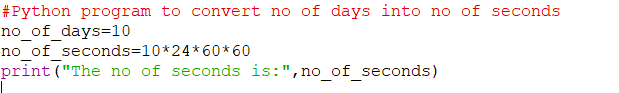 #Python program to convert no of days into no of seconds
no_of_days=10
no_of_seconds=10*24*60*60
print("The no of seconds is:",no_of_seconds)